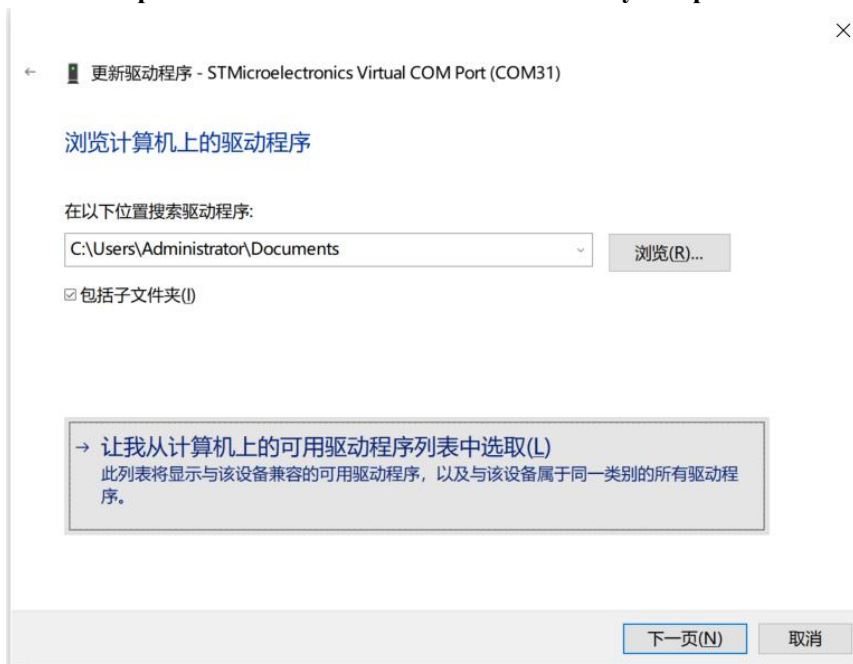 更新驱动程序 - STMicroelectronics Virtual COM Port (COM31)
浏览计算机上的驱动程序
在以下位置搜索驱动程序:
C:\Users\Administrator\Documents
浏览(R)...
包括子文件夹(I)
→ 让我从计算机上的可用驱动程序列表中选取(L)
此列表将显示与该设备兼容的可用驱动程序，以及与该设备属于同一类别的所有驱动程
序。
下一页(N)
取消